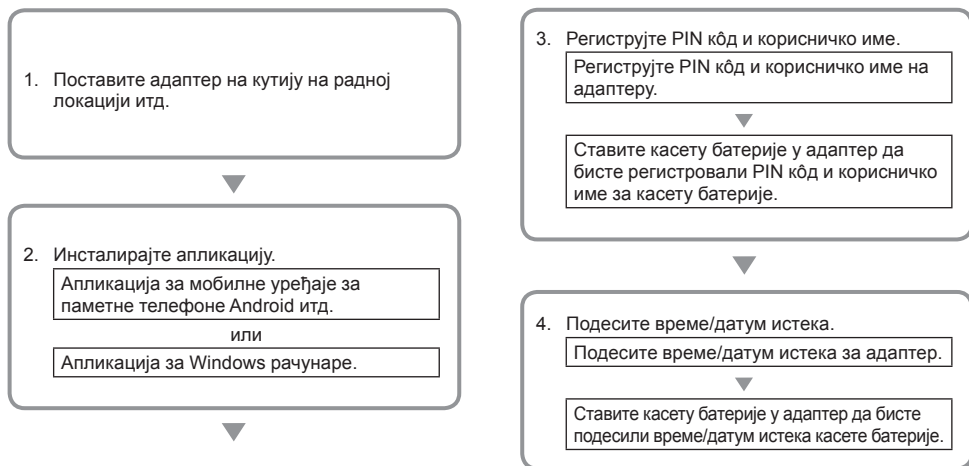 1. Поставите адаптер на кутију на радној
локацији итд.
2. Инсталирајте апликацију.
Апликација за мобилне уређаје за
паметне телефоне Android итд.
или
Апликација за Windows рачунаре.
3. Региструјте PIN кôд и корисничко име.
Региструјте PIN кôд и корисничко име на
адаптеру.
Ставите касету батерије у адаптер да
бисте регистровали PIN кôд и корисничко
име за касету батерије.
4. Подесите време/датум истека.
Подесите време/датум истека за адаптер.
Ставите касету батерије у адаптер да бисте
подесили време/датум истека касете батерије.